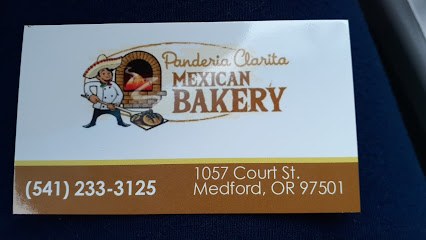 Panderia Clarita
MEXICAN
BAKERY
(541) 233-3125
1057 Court St.
Medford, OR 97501